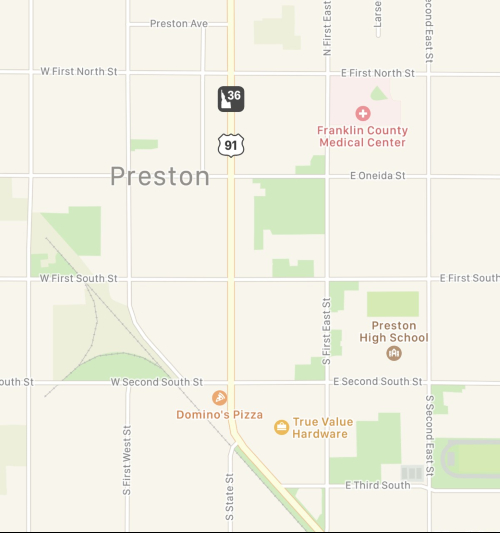 Preston Ave
N First East
Larse
Second East St
W First North St
E First North St
36
Franklin County
Medical Center
91
Preston
E Oneida St
W First South St
E First South
S First East St
Preston
High School
outh St
W Second South St
E Second South St
Domino's Pizza
True Value
Hardware
S First West St
S State St
S Second East St
E Third South